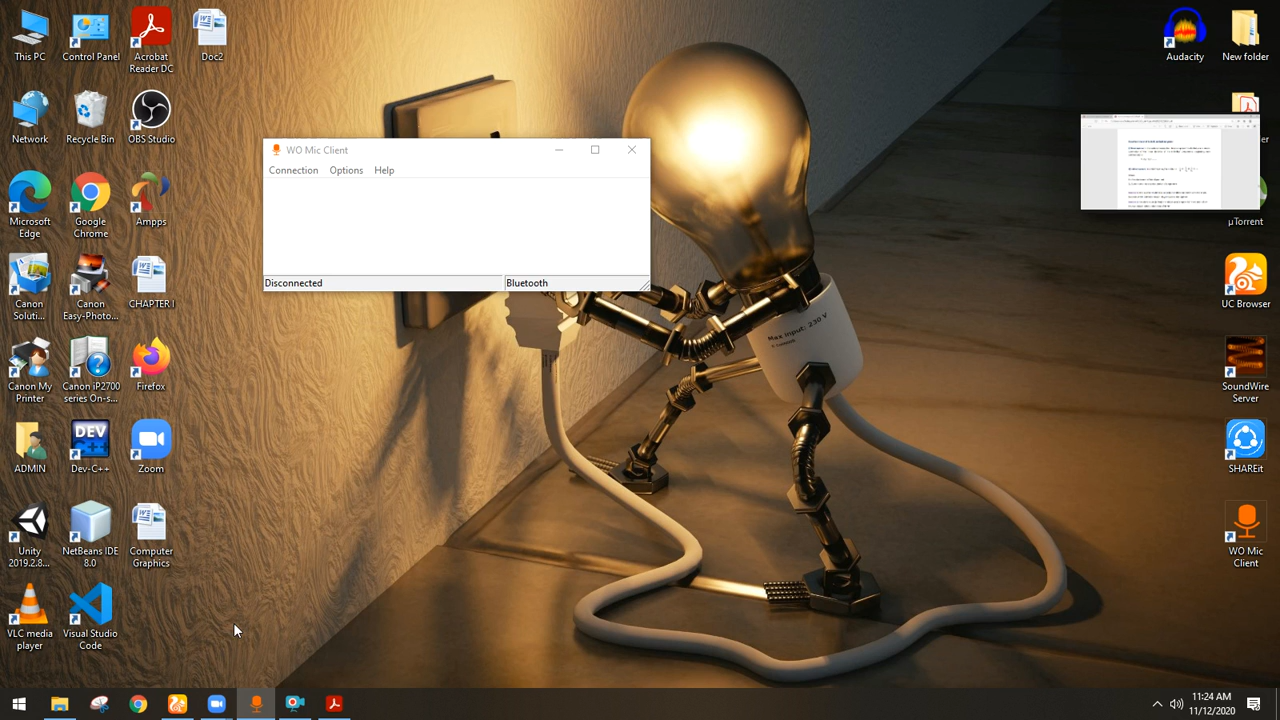 This PC
Control Panel
Acrobat
Reader DC
Doc2
Audacity
New folder
Network
Recycle Bin
OBS Studio
WO Mic Client
Connection
Options
Help
Disconnected
Bluetooth
Microsoft
Edge
Google
Chrome
Ampps
µTorrent
Canon
Soluti...
Canon
Easy-Photo...
CHAPTER I
UC Browser
Max input: 230 V
Canon My
Printer
Canon iP2700
series On-s...
Firefox
SoundWire
Server
ADMIN
DEV
Dev-C++
Zoom
SHAREit
Unity
2019.2.8...
NetBeans IDE
8.0
Computer
Graphics
WO Mic
Client
VLC media
player
Visual Studio
Code
11:24 AM
11/12/2020